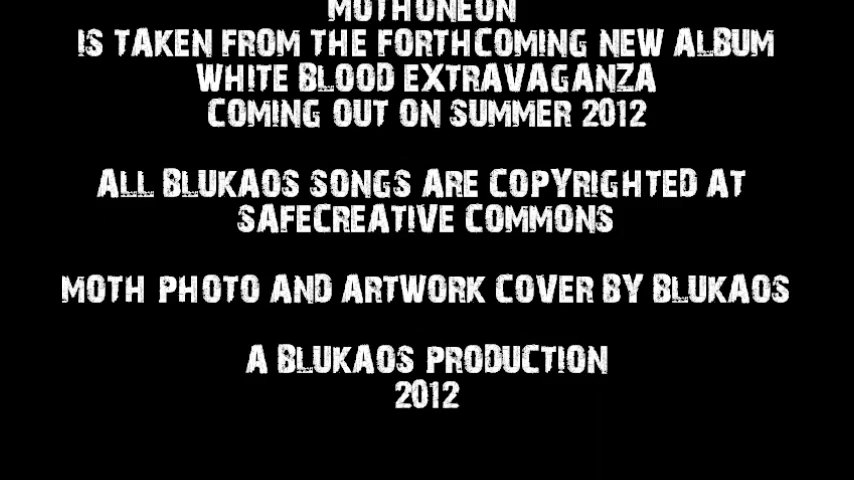 MOTHONEON
IS TAKEN FROM THE FORTHCOMING NEW ALBUM
WHITE BLOOD EXTRAVAGANZA
COMING OUT ON SUMMER 2012
ALL BLUKAOS SONGS ARE COPYRIGHTED AT
SAFECREATIVE COMMONS
MOTH PHOTO AND ARTWORK COVER BY BLUKAOS
A BLUKAOS PRODUCTION
2012